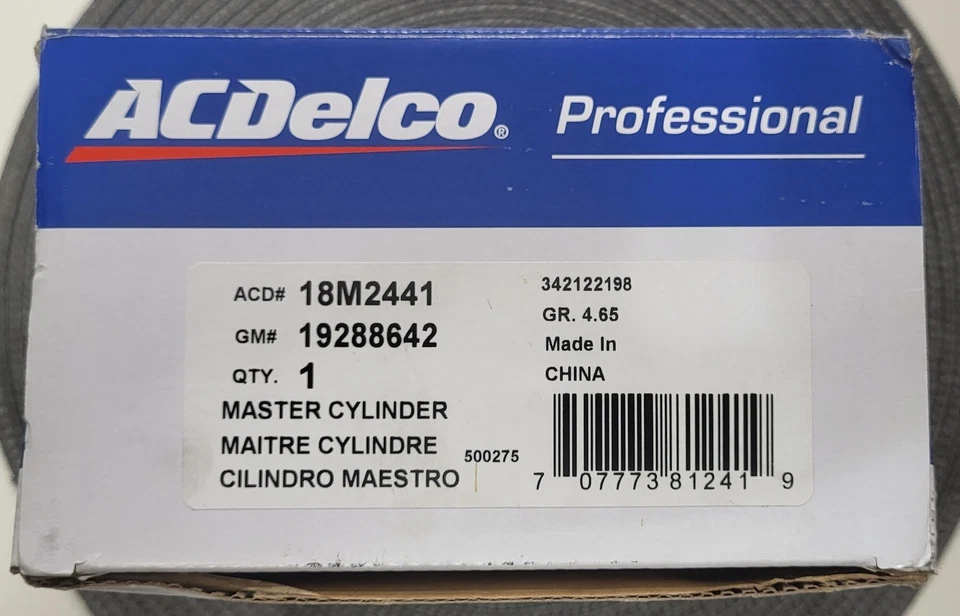 ACDelco® Professional
ACD# 18M2441
GM# 19288642
QTY. 1
MASTER CYLINDER
MAITRE CYLINDRE
CILINDRO MAESTRO
500275
342122198
GR. 4.65
Made In
CHINA
7 07773 81241 9